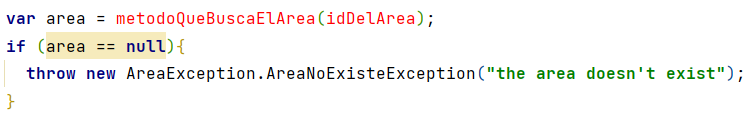 var area = metodoQueBuscaElArea(idDelArea);
if (area == null){
  throw new AreaException.AreaNoExisteException("the area doesn't exist");
}